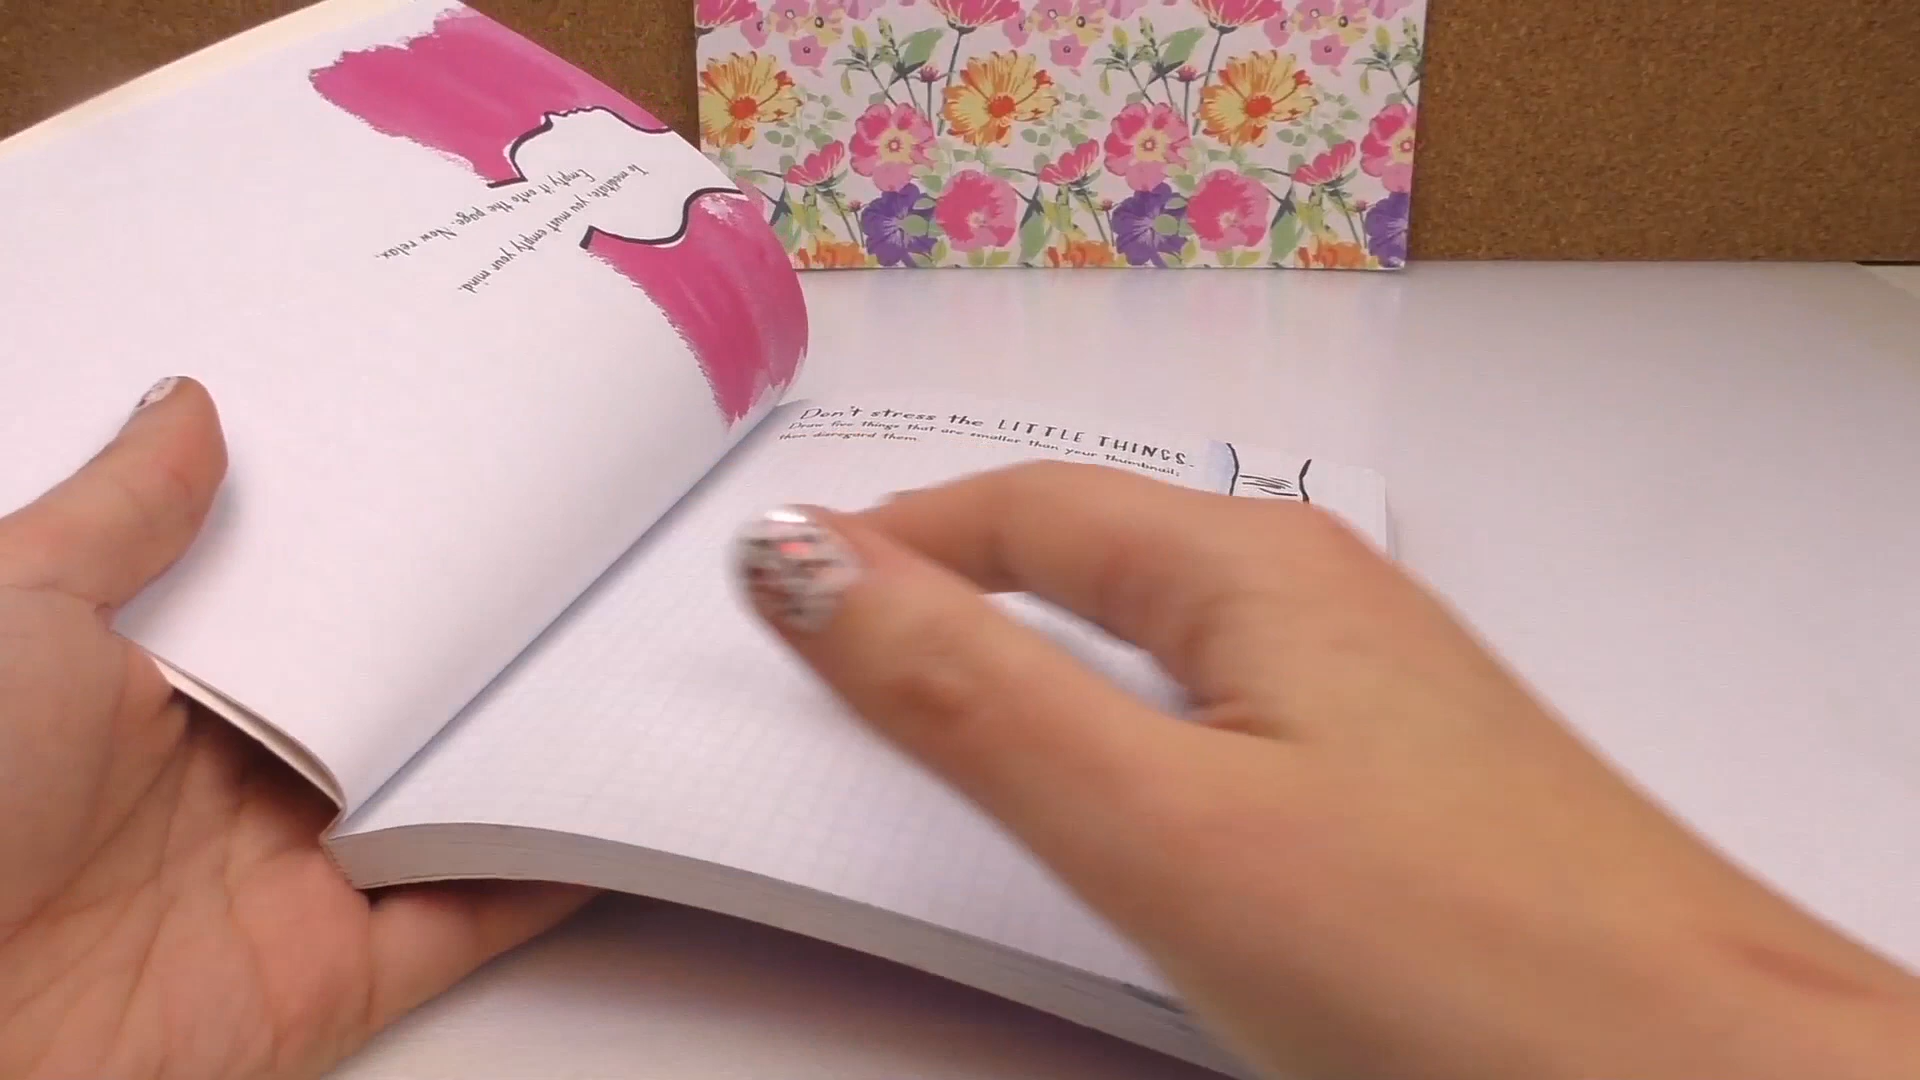 To meditate, you must empty your mind.
Empty it onto the page. Now relax.
Don't stress the LITTLE THINGS.
Draw five things that are smaller than your thumbnail;
then disregard them.